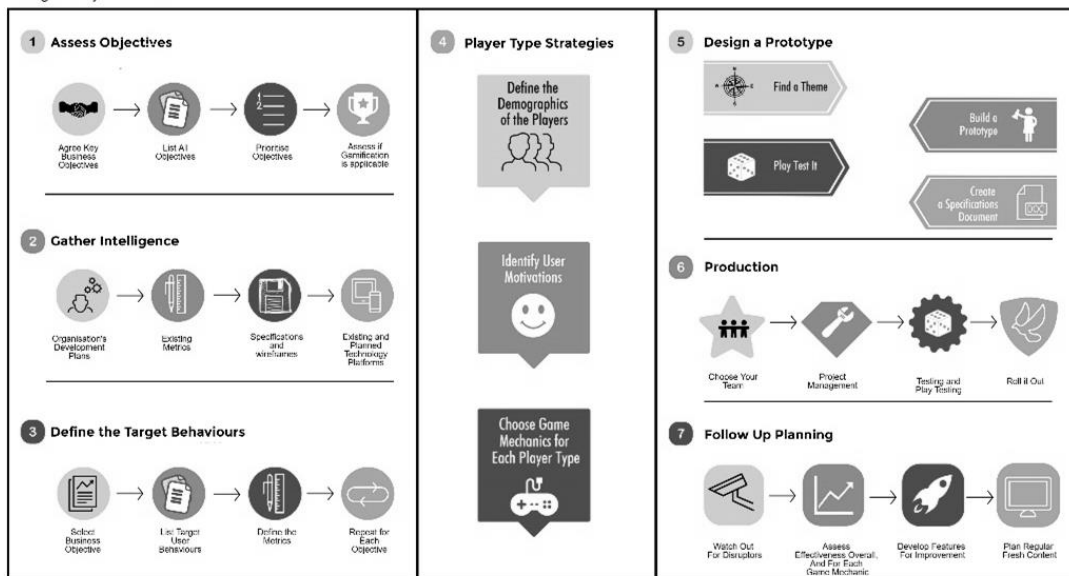 1 Assess Objectives
Agree Key
Business
Objectives
List All
Objectives
1
2
Prioritise
Objectives
Assess if
Gamification
is applicable
2 Gather Intelligence
Organisation's
Development
Plans
Existing
Metrics
Specifications
and
wireframes
Existing and
Planned
Technology
Platforms
3 Define the Target Behaviours
Select
Business
Objective
List Target
User
Behaviours
Define the
Metrics
Repeat for
Each
Objective
4 Player Type Strategies
Define the
Demographics
of the Players
Identify User
Motivations
Choose Game
Mechanics for
Each Player Type
5 Design a Prototype
Find a Theme
Build a
Prototype
Play Test It
Create
a Specifications
Document
DOC
6 Production
Choose Your
Team
Project
Management
Testing and
Play Testing
Roll it Out
7 Follow Up Planning
Watch Out
For Disruptors
Assess
Effectiveness Overall,
And For Each
Game Mechanic
Develop Features
For Improvement
Plan Regular
Fresh Content